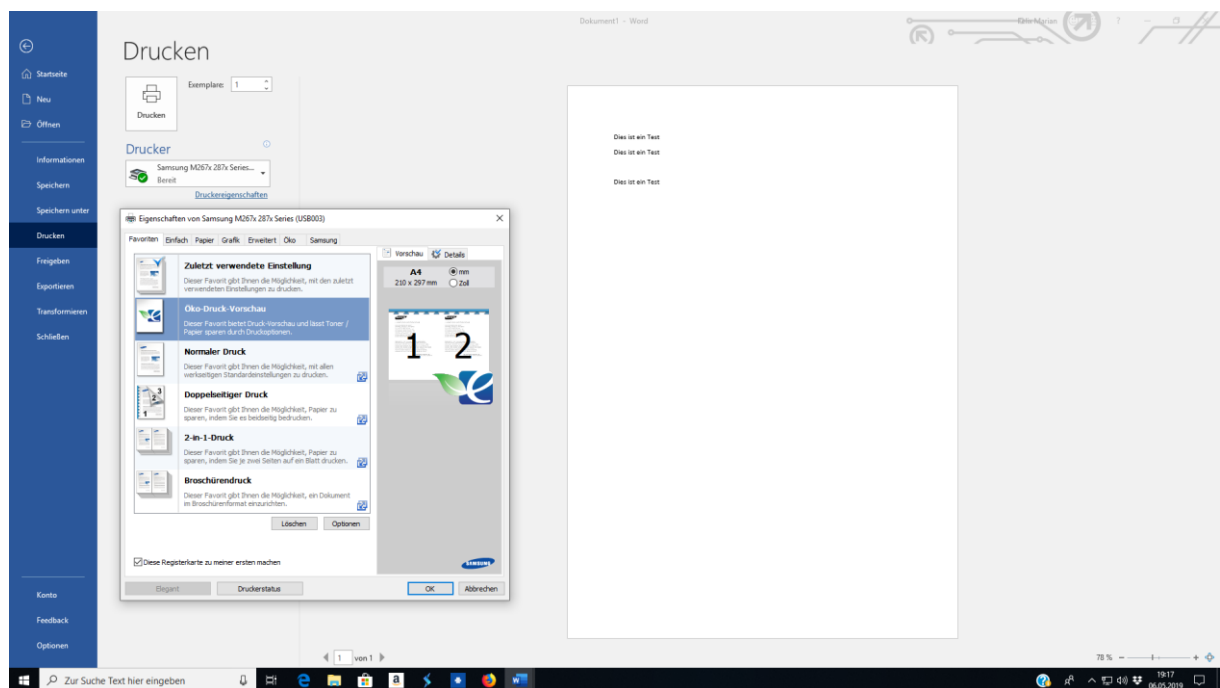 Dokument1 - Word
?
Drucken
Startseite
Neu
Öffnen
Informationen
Speichern
Speichern unter
Drucken
Freigeben
Exportieren
Transformieren
Schließen
Konto
Feedback
Optionen
Exemplare: 1
Drucken
Drucker
Samsung M267x 287x Series...
Bereit
Druckereigenschaften
Eigenschaften von Samsung M267x 287x Series (USB003)
Favoriten Einfach Papier Grafik Erweitert Öko Samsung
Zuletzt verwendete Einstellung
Dieser Favorit gibt Ihnen die Möglichkeit, mit den zuletzt
verwendeten Einstellungen zu drucken.
Öko-Druck-Vorschau
Dieser Favorit bietet Druck-Vorschau und lässt Toner /
Papier sparen durch Druckoptionen.
Normaler Druck
Dieser Favorit gibt Ihnen die Möglichkeit, mit allen
werkseitigen Standardeinstellungen zu drucken.
Doppelseitiger Druck
Dieser Favorit gibt Ihnen die Möglichkeit, Papier zu
sparen, indem Sie es beidseitig bedrucken.
2-in-1-Druck
Dieser Favorit gibt Ihnen die Möglichkeit, Papier zu
sparen, indem Sie je zwei Seiten auf ein Blatt drucken.
Broschürendruck
Dieser Favorit gibt Ihnen die Möglichkeit, ein Dokument
im Broschürenformat einzurichten.
Löschen Optionen
Diese Registerkarte zu meiner ersten machen
Vorschau Details
A4
210 x 297 mm
mm
Zoll
1 2
SAMSUNG
Elegant Druckerstatus OK Abbrechen
Dies ist ein Test
Dies ist ein Test
Dies ist ein Test
1 von 1
78 %
Zur Suche Text hier eingeben
19:17
06.05.2019